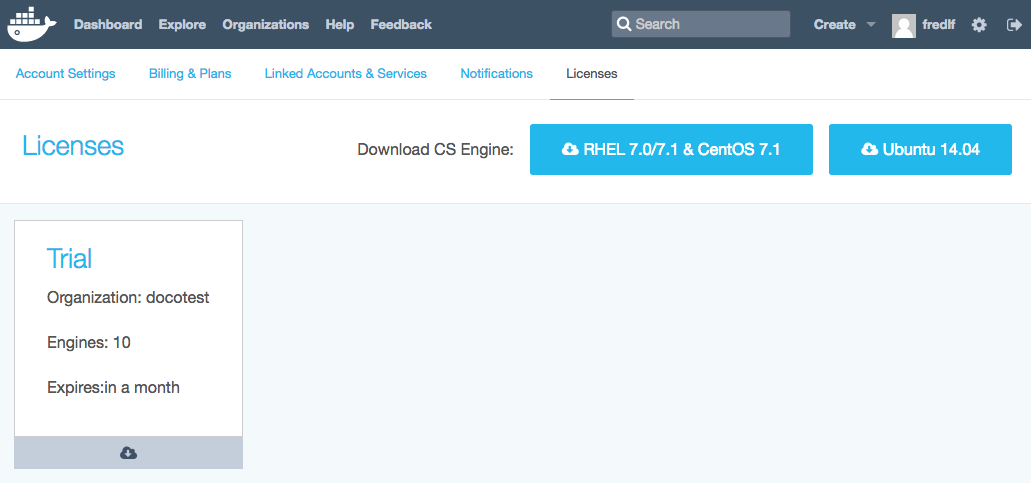 Dashboard Explore Organizations Help Feedback Search Create fredlf
Account Settings Billing & Plans Linked Accounts & Services Notifications Licenses
Licenses Download CS Engine: RHEL 7.0/7.1 & CentOS 7.1 Ubuntu 14.04
Trial
Organization: docotest
Engines: 10
Expires:in a month